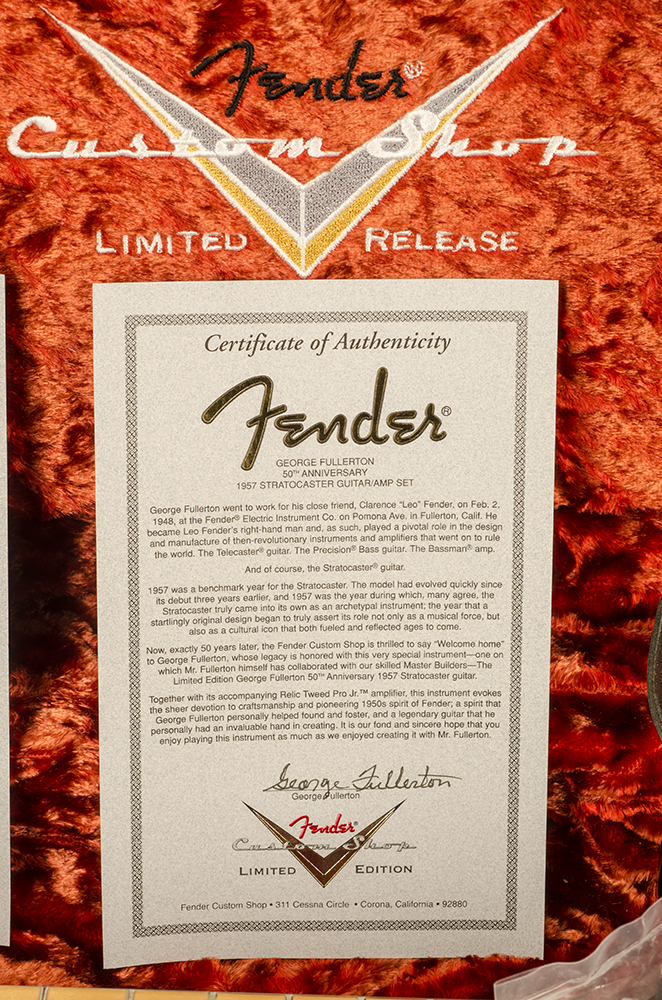 Fender®
Custom Shop
LIMITED RELEASE
Certificate of Authenticity
Fender®
GEORGE FULLERTON
50TH ANNIVERSARY
1957 STRATOCASTER GUITAR/AMP SET
George Fullerton went to work for his close friend, Clarence "Leo" Fender, on Feb. 2,
1948, at the Fender® Electric Instrument Co. on Pomona Ave. in Fullerton, Calif. He
became Leo Fender's right-hand man and, as such, played a pivotal role in the design
and manufacture of then-revolutionary instruments and amplifiers that went on to rule
the world. The Telecaster® guitar. The Precision® Bass guitar. The Bassman® amp.
And of course, the Stratocaster® guitar.
1957 was a benchmark year for the Stratocaster. The model had evolved quickly since
its debut three years earlier, and 1957 was the year during which, many agree, the
Stratocaster truly came into its own as an archetypal instrument; the year that a
startlingly original design began to truly assert its role not only as a musical force, but
also as a cultural icon that both fueled and reflected ages to come.
Now, exactly 50 years later, the Fender Custom Shop is thrilled to say "Welcome home"
to George Fullerton, whose legacy is honored with this very special instrument—one on
which Mr. Fullerton himself has collaborated with our skilled Master Builders—The
Limited Edition George Fullerton 50TH Anniversary 1957 Stratocaster guitar.
Together with its accompanying Relic Tweed Pro Jr.™ amplifier, this instrument evokes
the sheer devotion to craftsmanship and pioneering 1950s spirit of Fender; a spirit that
George Fullerton personally helped found and foster, and a legendary guitar that he
personally had an invaluable hand in creating. It is our fond and sincere hope that you
enjoy playing this instrument as much as we enjoyed creating it with Mr. Fullerton.
George Fullerton
George Fullerton
Fender®
Custom Shop
LIMITED EDITION
Fender Custom Shop • 311 Cessna Circle • Corona, California • 92880